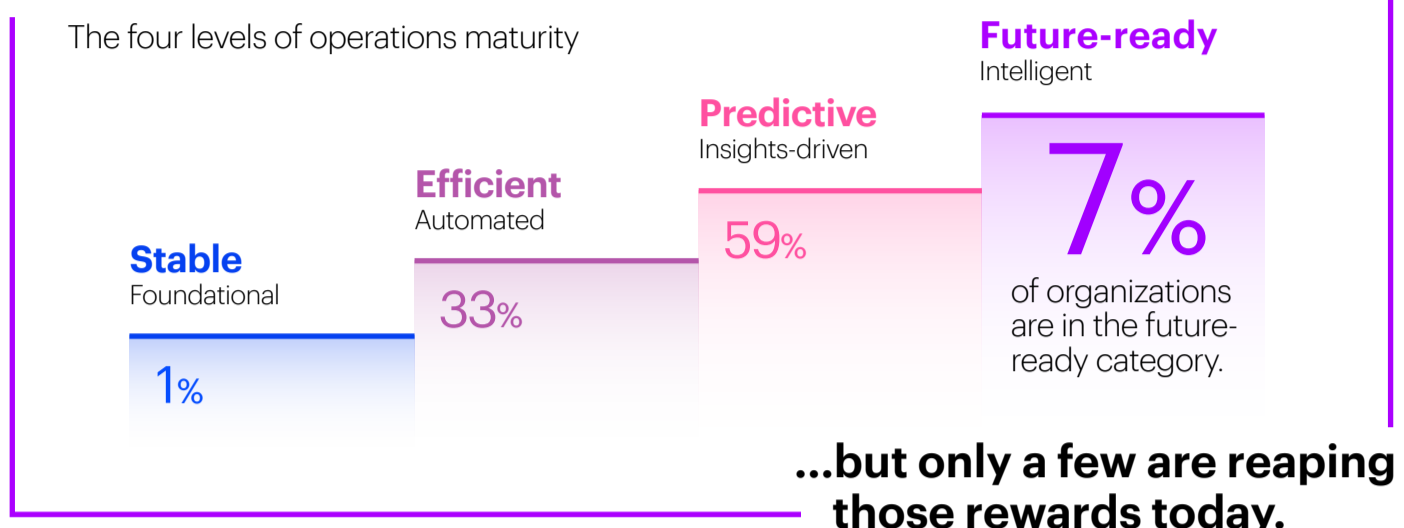 The four levels of operations maturity
Stable
Foundational
1%
Efficient
Automated
33%
Predictive
Insights-driven
59%
Future-ready
Intelligent
7%
of organizations
are in the future-
ready category.
...but only a few are reaping
those rewards today.